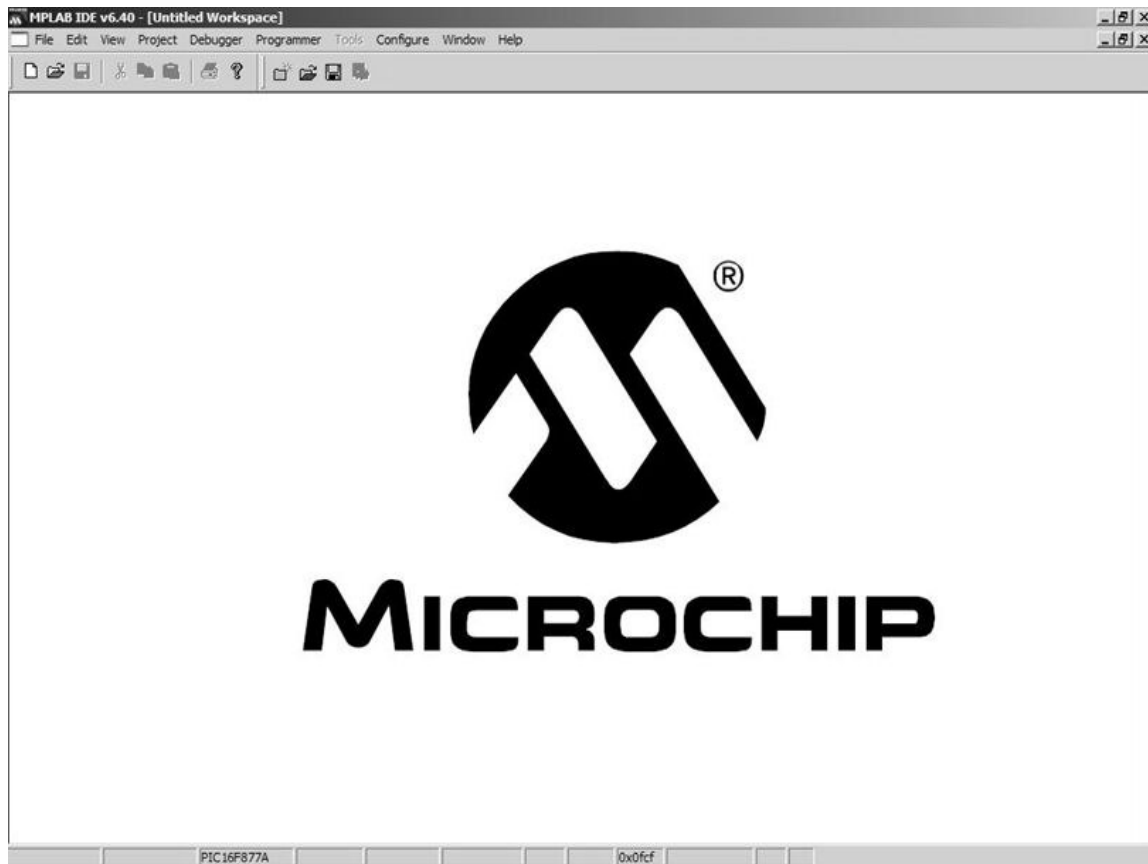 MPLAB IDE v6.40 - [Untitled Workspace]
File Edit View Project Debugger Programmer Tools Configure Window Help
®
MICROCHIP
PIC16F877A 0x0fcf